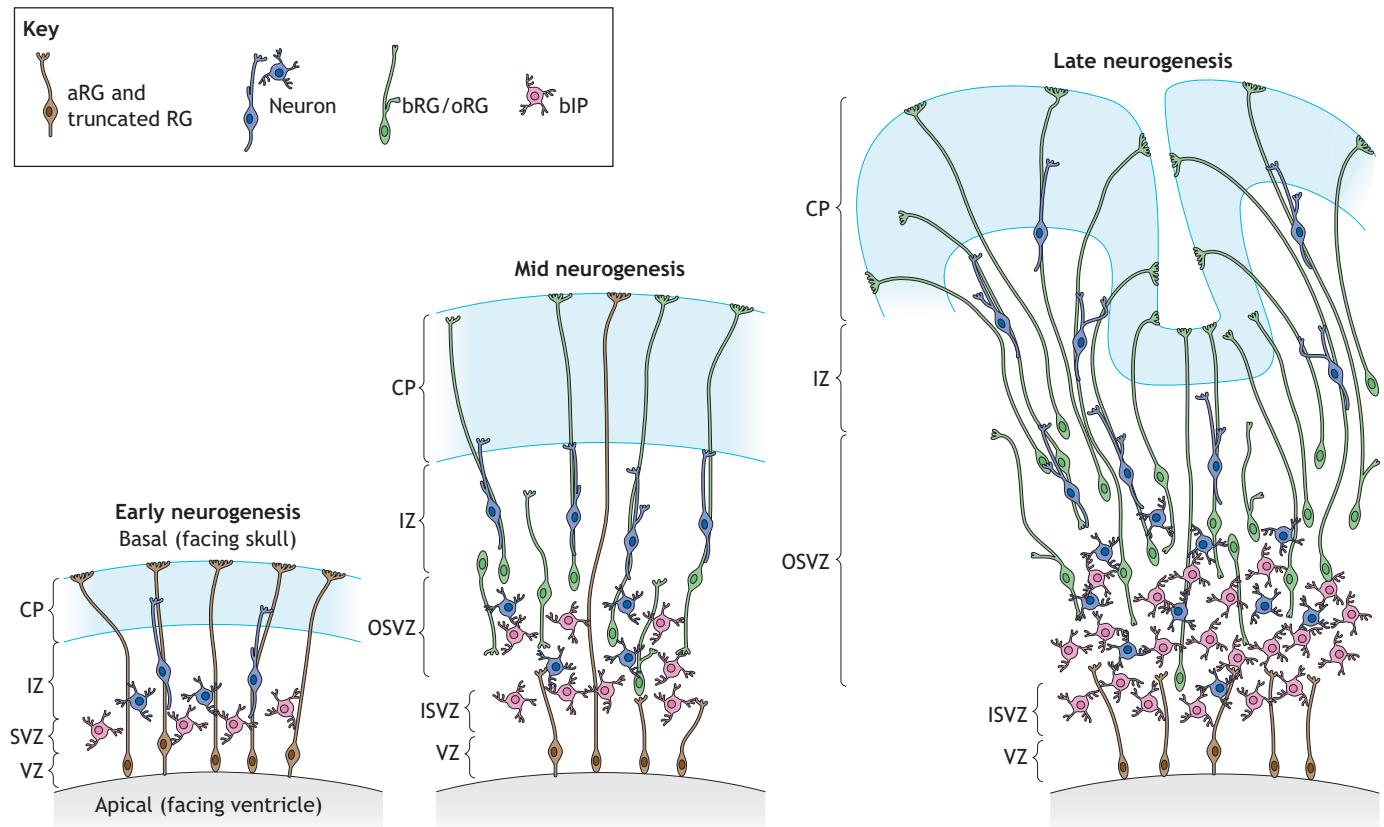 Key
aRG and
truncated RG
Neuron
bRG/oRG
bIP
Early neurogenesis
Basal (facing skull)
CP
IZ
SVZ
VZ
Apical (facing ventricle)
Mid neurogenesis
CP
IZ
OSVZ
ISVZ
VZ
Late neurogenesis
CP
IZ
OSVZ
ISVZ
VZ